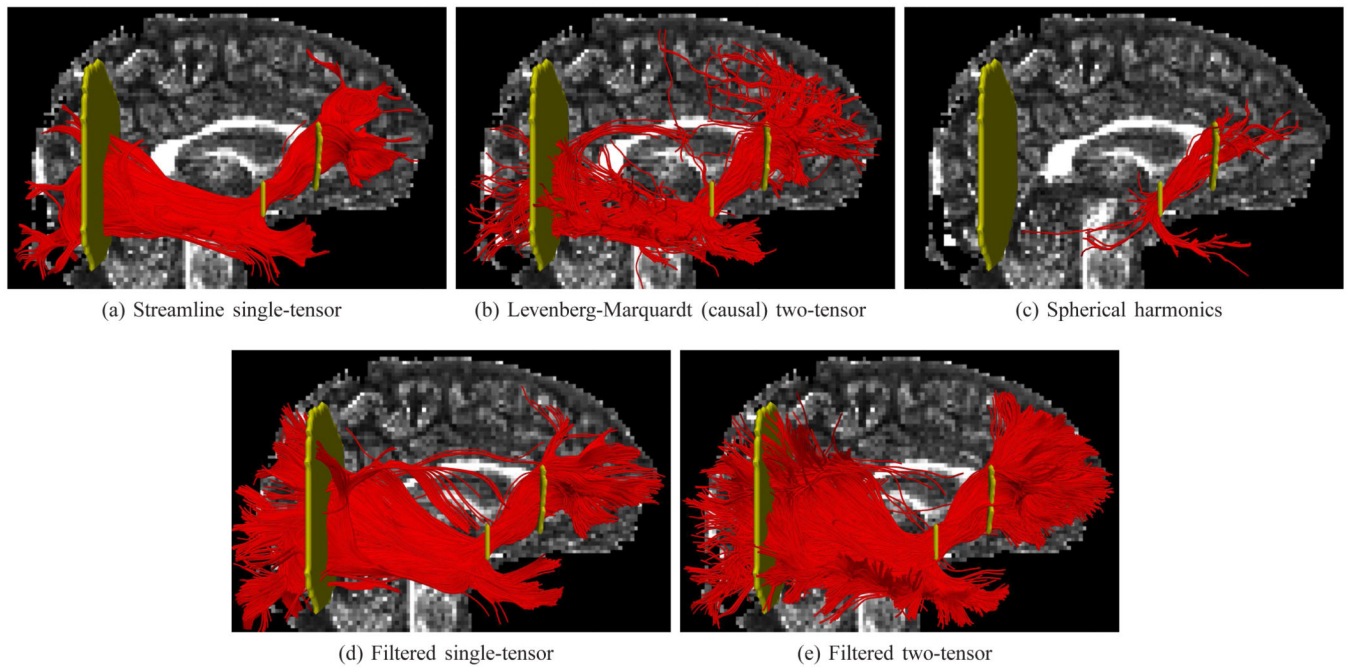 (a) Streamline single-tensor
(b) Levenberg-Marquardt (causal) two-tensor
(c) Spherical harmonics
(d) Filtered single-tensor
(e) Filtered two-tensor